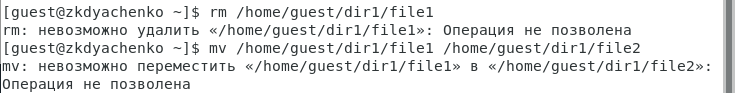 [guest@zkdyachenko ~]$ rm /home/guest/dir1/file1
rm: невозможно удалить «/home/guest/dir1/file1»: Операция не позволена
[guest@zkdyachenko ~]$ mv /home/guest/dir1/file1 /home/guest/dir1/file2
mv: невозможно переместить «/home/guest/dir1/file1» в «/home/guest/dir1/file2»:
Операция не позволена